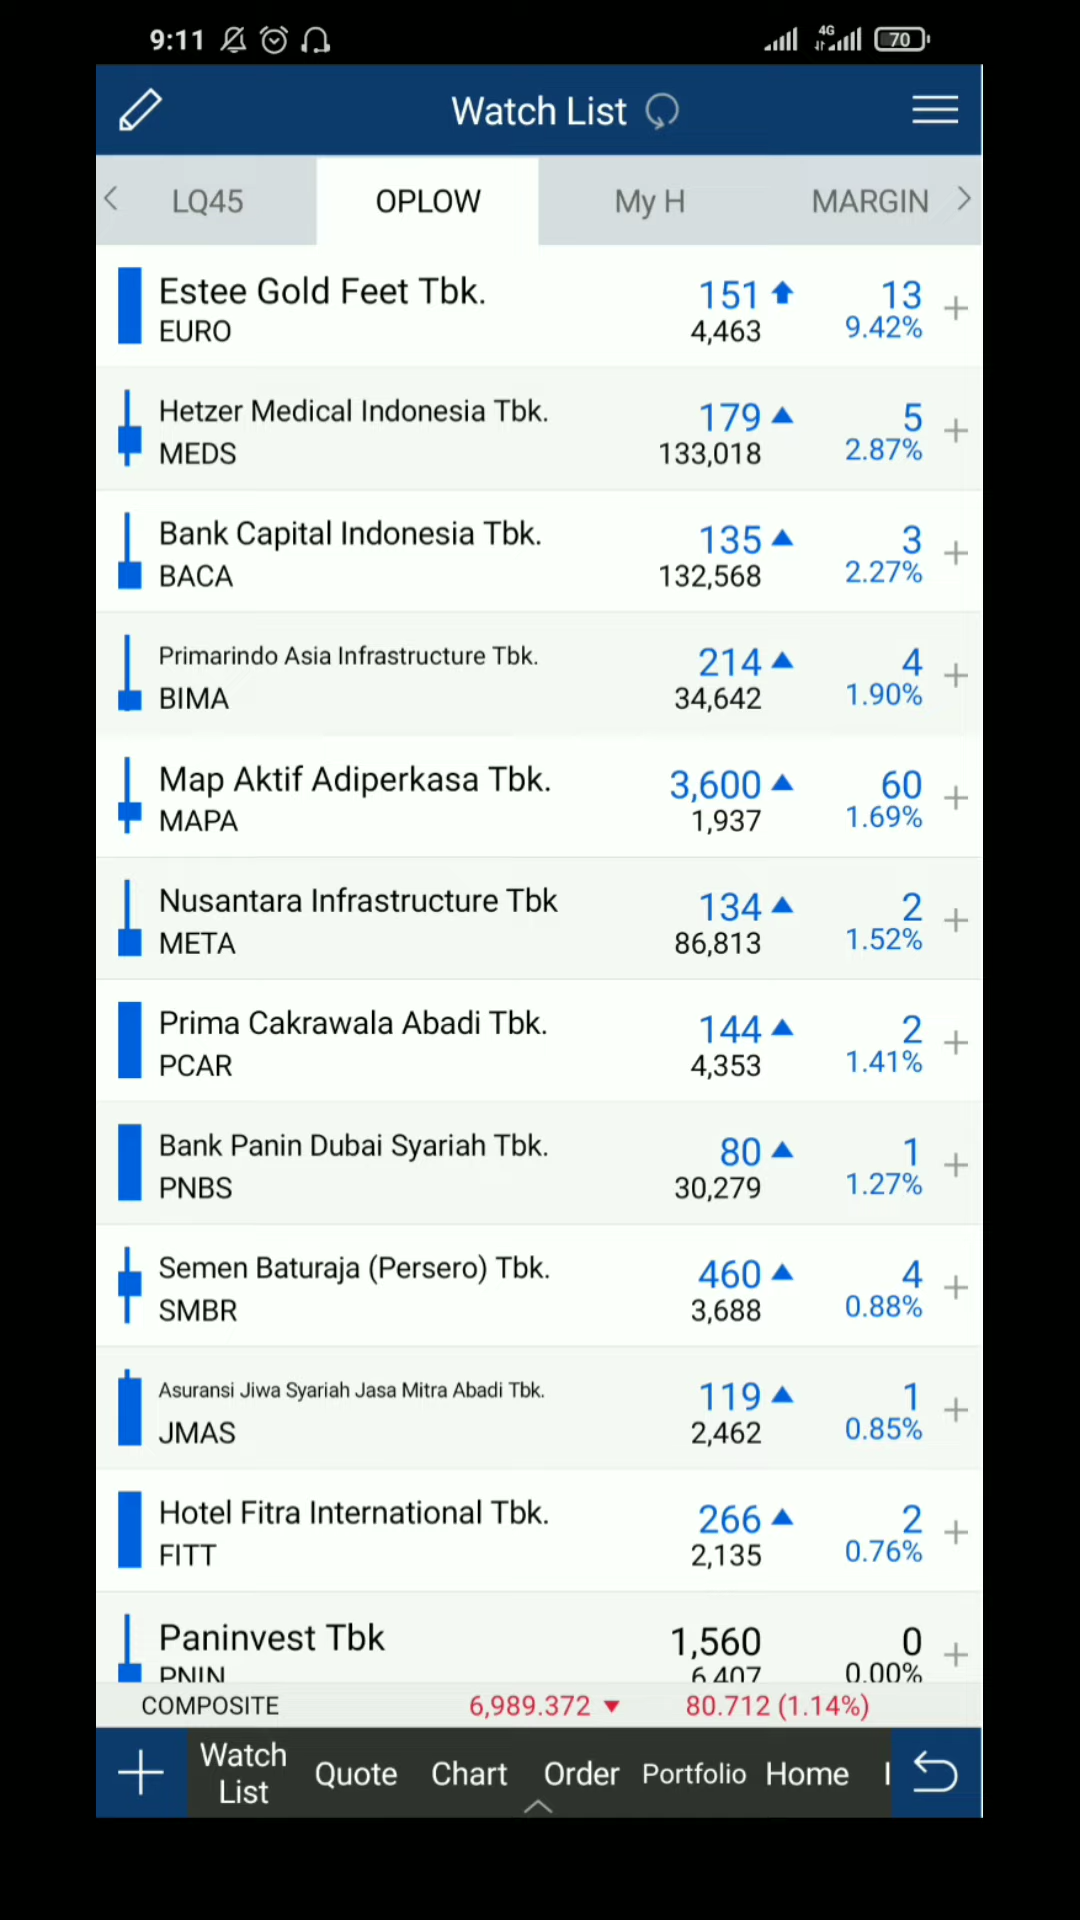 9:11 4G 70
Watch List
LQ45 OPLOW My H MARGIN
Estee Gold Feet Tbk. 151 13
EURO 4,463 9.42%
Hetzer Medical Indonesia Tbk. 179 5
MEDS 133,018 2.87%
Bank Capital Indonesia Tbk. 135 3
BACA 132,568 2.27%
Primarindo Asia Infrastructure Tbk. 214 4
BIMA 34,642 1.90%
Map Aktif Adiperkasa Tbk. 3,600 60
MAPA 1,937 1.69%
Nusantara Infrastructure Tbk 134 2
META 86,813 1.52%
Prima Cakrawala Abadi Tbk. 144 2
PCAR 4,353 1.41%
Bank Panin Dubai Syariah Tbk. 80 1
PNBS 30,279 1.27%
Semen Baturaja (Persero) Tbk. 460 4
SMBR 3,688 0.88%
Asuransi Jiwa Syariah Jasa Mitra Abadi Tbk. 119 1
JMAS 2,462 0.85%
Hotel Fitra International Tbk. 266 2
FITT 2,135 0.76%
Paninvest Tbk 1,560 0
PNIN 6,407 0.00%
COMPOSITE 6,989.372 80.712 (1.14%)
Watch List Quote Chart Order Portfolio Home